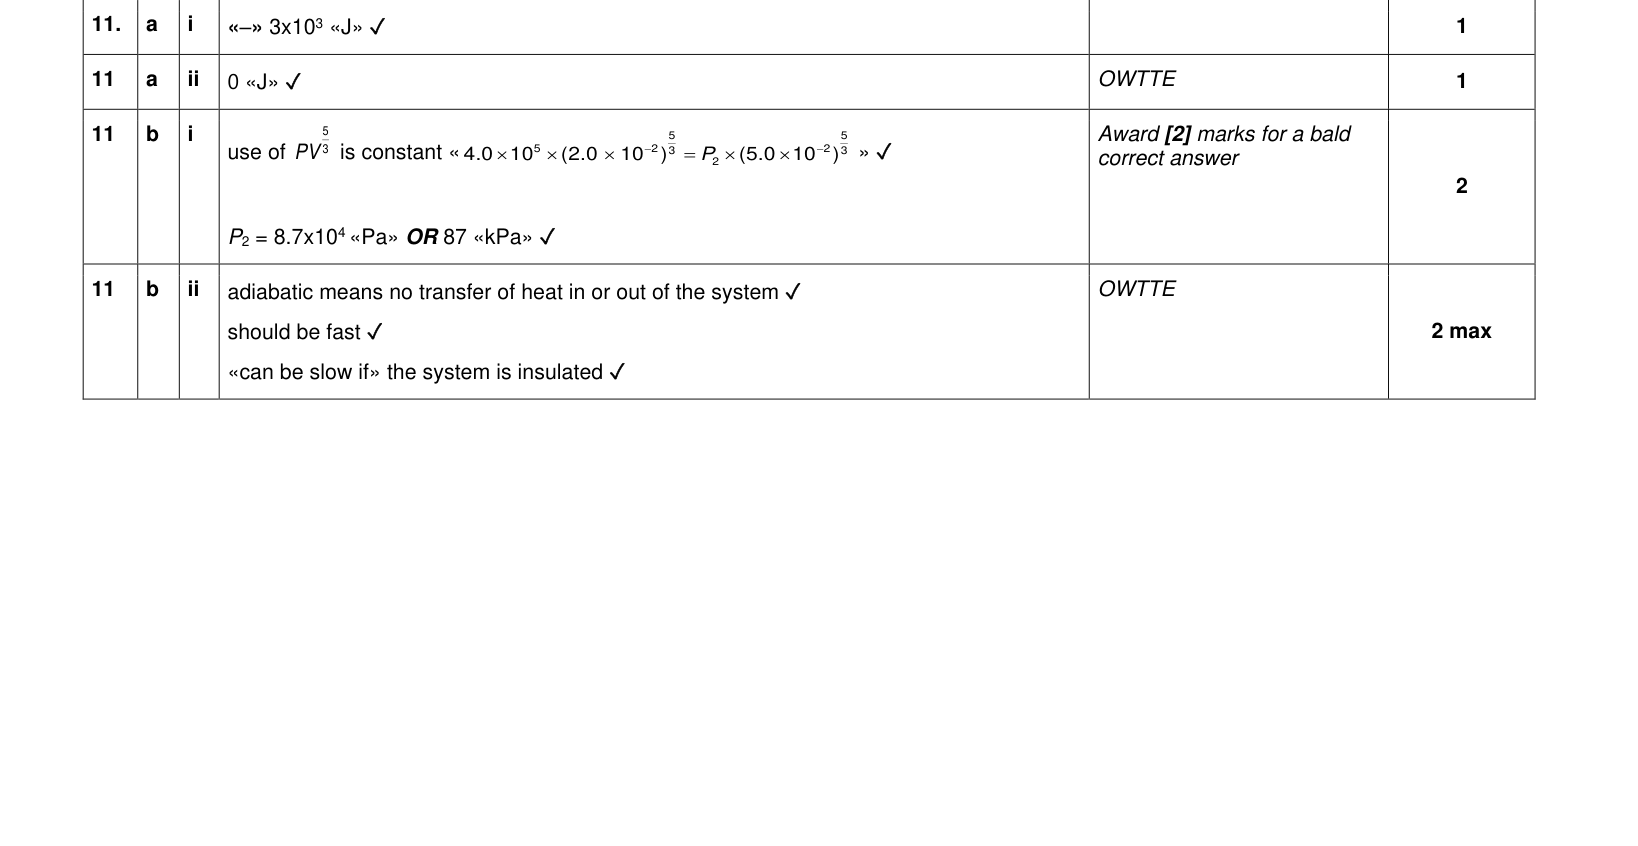 11. a i «–» 3x10³ «J» ✓ 1
11 a ii 0 «J» ✓ OWTTE 1
11 b i use of PV^(5/3) is constant « 4.0×10⁵ ×(2.0 × 10⁻²)^(5/3) = P₂ ×(5.0×10⁻²)^(5/3) » ✓ Award [2] marks for a bald
correct answer
2
P₂ = 8.7x10⁴ «Pa» OR 87 «kPa» ✓
11 b ii adiabatic means no transfer of heat in or out of the system ✓ OWTTE
should be fast ✓ 2 max
«can be slow if» the system is insulated ✓